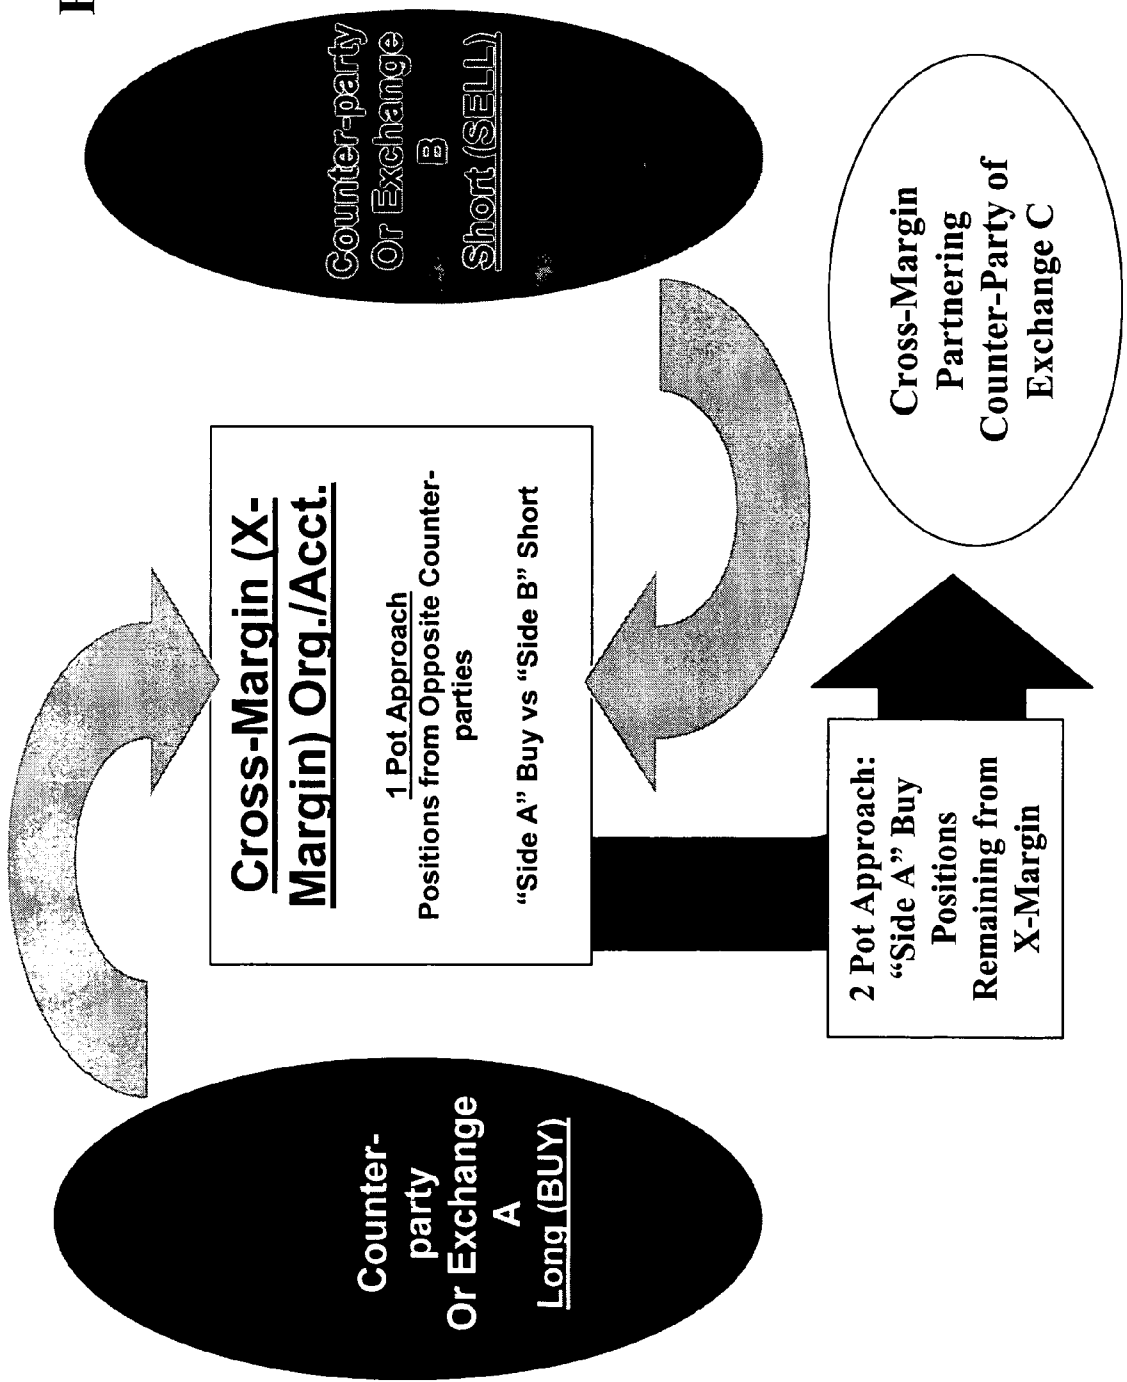 Counter-
party
Or Exchange
A
Long (BUY)
Cross-Margin (X-
Margin) Org./Acct.
1 Pot Approach
Positions from Opposite Counter-
parties
“Side A” Buy vs “Side B” Short
Counter-party
Or Exchange
B
Short (SELL)
2 Pot Approach:
“Side A” Buy
Positions
Remaining from
X-Margin
Cross-Margin
Partnering
Counter-Party of
Exchange C